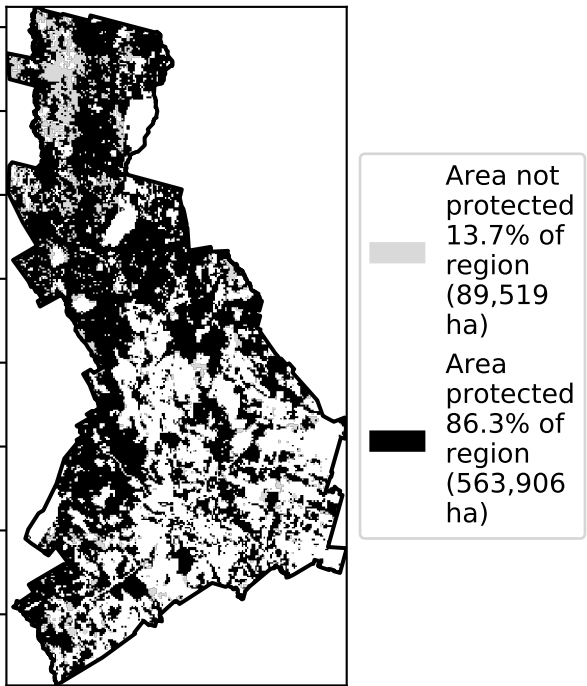 Area not
protected
13.7% of
region
(89,519
ha)
Area
protected
86.3% of
region
(563,906
ha)